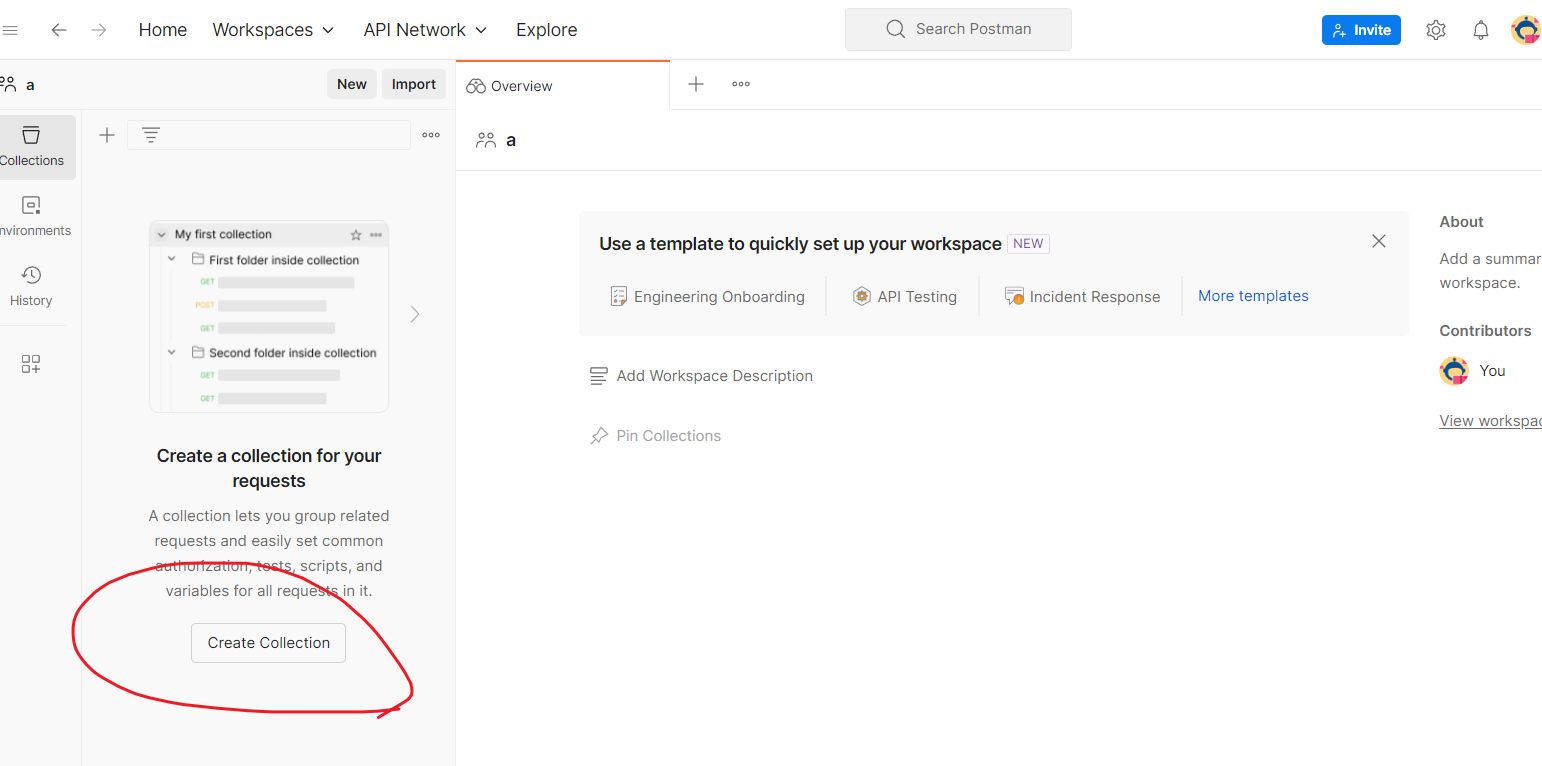 Home Workspaces API Network Explore Search Postman Invite
a New Import Overview
Collections
a
My first collection
First folder inside collection
GET
POST
GET
Second folder inside collection
GET
GET
Create a collection for your
requests
A collection lets you group related
requests and easily set common
authorization, tests, scripts, and
variables for all requests in it.
Create Collection
nvironments
History
Use a template to quickly set up your workspace NEW
Engineering Onboarding API Testing Incident Response More templates
Add Workspace Description
Pin Collections
About
Add a summar
workspace.
Contributors
You
View workspac